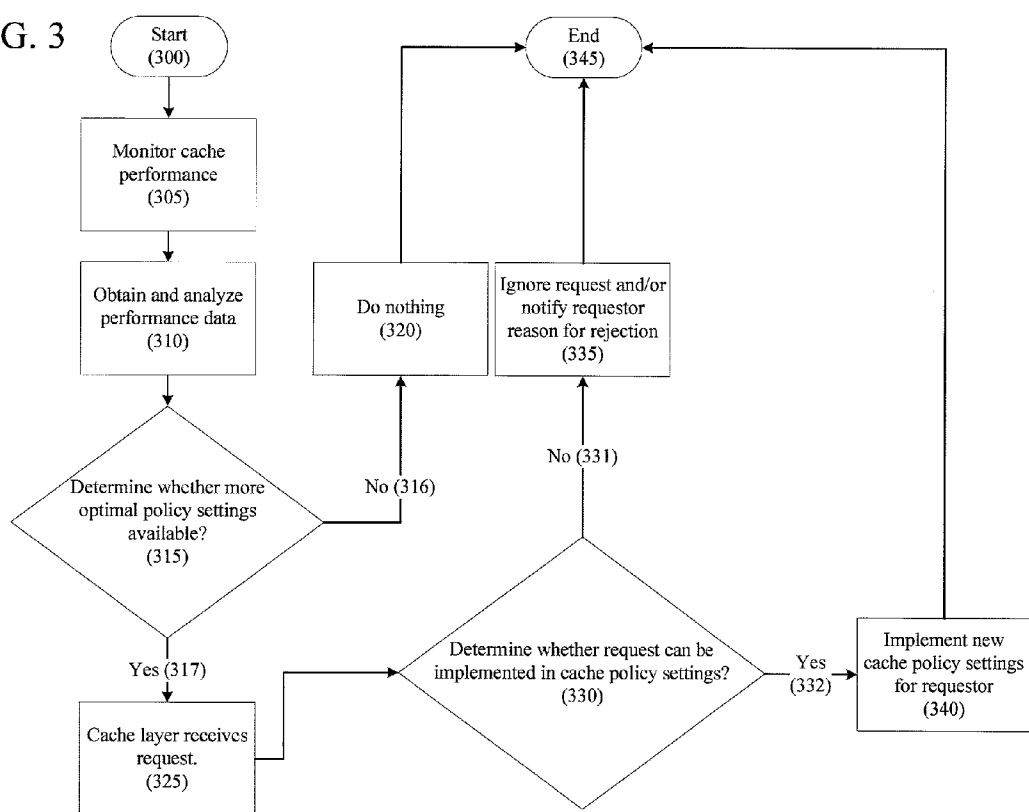 G. 3
Start
(300)
End
(345)
Monitor cache
performance
(305)
Obtain and analyze
performance data
(310)
Do nothing
(320)
Ignore request and/or
notify requestor
reason for rejection
(335)
No (331)
No (316)
Determine whether more
optimal policy settings
available?
(315)
Yes (317)
Determine whether request can be
implemented in cache policy settings?
(330)
Yes
(332)
Implement new
cache policy settings
for requestor
(340)
Cache layer receives
request.
(325)